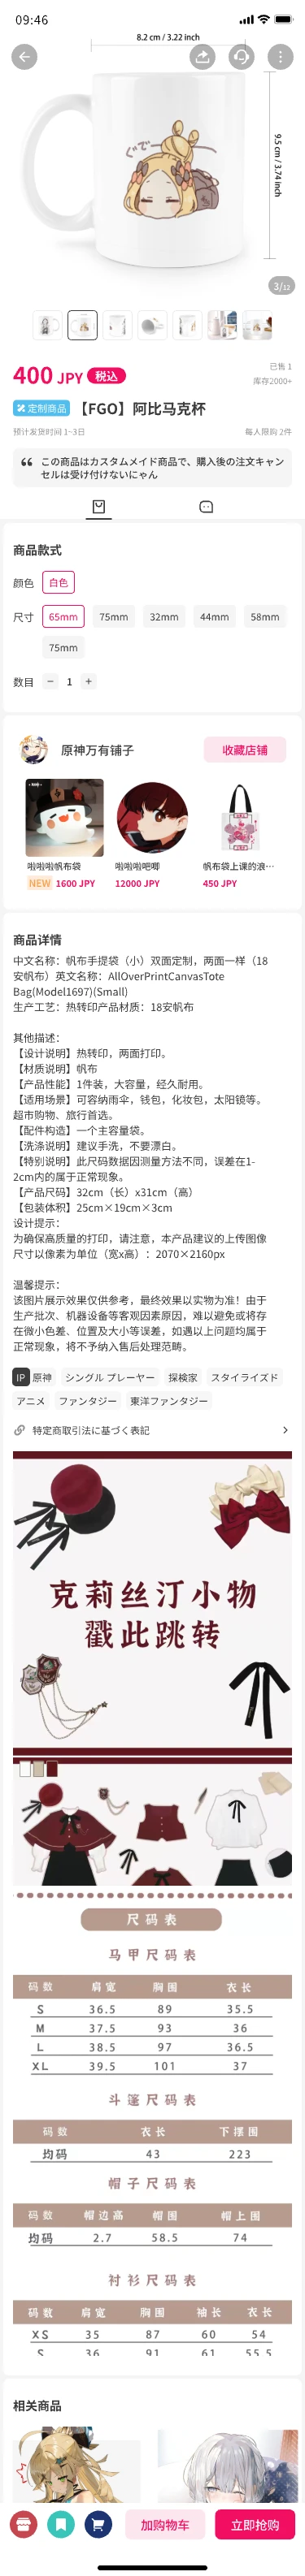 09:46
8.2 cm / 3.22 inch
9.5 cm / 3.74 inch
3/12
400 JPY 税込
已售 1
库存2000+
定制商品 【FGO】阿比马克杯
预计发货时间 1~3日
每人限购 2件
この商品はカスタムメイド商品で、購入後の注文キャン
セルは受け付けないにゃん
商品款式
颜色 白色
尺寸 65mm 75mm 32mm 44mm 58mm
75mm
数目 − 1 +
原神万有铺子
收藏店铺
啦啦啦帆布袋 啦啦啦吧唧 帆布袋上课的浪…
NEW 1600 JPY 12000 JPY 450 JPY
商品详情
中文名称：帆布手提袋（小）双面定制，两面一样（18
安帆布）英文名称：AllOverPrintCanvasTote
Bag(Model1697)(Small)
生产工艺：热转印产品材质：18安帆布
其他描述：
【设计说明】热转印，两面打印。
【材质说明】帆布
【产品性能】1件装，大容量，经久耐用。
【适用场景】可容纳雨伞，钱包，化妆包，太阳镜等。
超市购物、旅行首选。
【配件构造】一个主容量袋。
【洗涤说明】建议手洗，不要漂白。
【特别说明】此尺码数据因测量方法不同，误差在1-
2cm内的属于正常现象。
【产品尺寸】32cm（长）x31cm（高）
【包装体积】25cm×19cm×3cm
设计提示：
为确保高质量的打印，请注意，本产品建议的上传图像
尺寸以像素为单位（宽x高）：2070×2160px
温馨提示：
该图片展示效果仅供参考，最终效果以实物为准！由于
生产批次、机器设备等客观因素原因，难以避免或将存
在微小色差、位置及大小等误差，如遇以上问题均属于
正常现象，将不予纳入售后处理范畴。
IP 原神 シングル プレーヤー 探検家 スタイライズド
アニメ ファンタジー 東洋ファンタジー
特定商取引法に基づく表記
克莉丝汀小物
戳此跳转
尺码表
马甲尺码表
码数 肩宽 胸围 衣长
S 36.5 89 35.5
M 37.5 93 36
L 38.5 97 36.5
XL 39.5 101 37
斗篷尺码表
码数 衣长 下摆围
均码 43 223
帽子尺码表
码数 帽边高 帽围 帽上围
均码 2.7 58.5 74
衬衫尺码表
码数 肩宽 胸围 袖长 衣长
XS 35 87 60 54
S 36 91 61 55.5
相关商品
加购物车
立即抢购